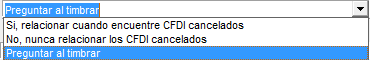 Preguntar al timbrar
Si, relacionar cuando encuentre CFDI cancelados
No, nunca relacionar los CFDI cancelados
Preguntar al timbrar